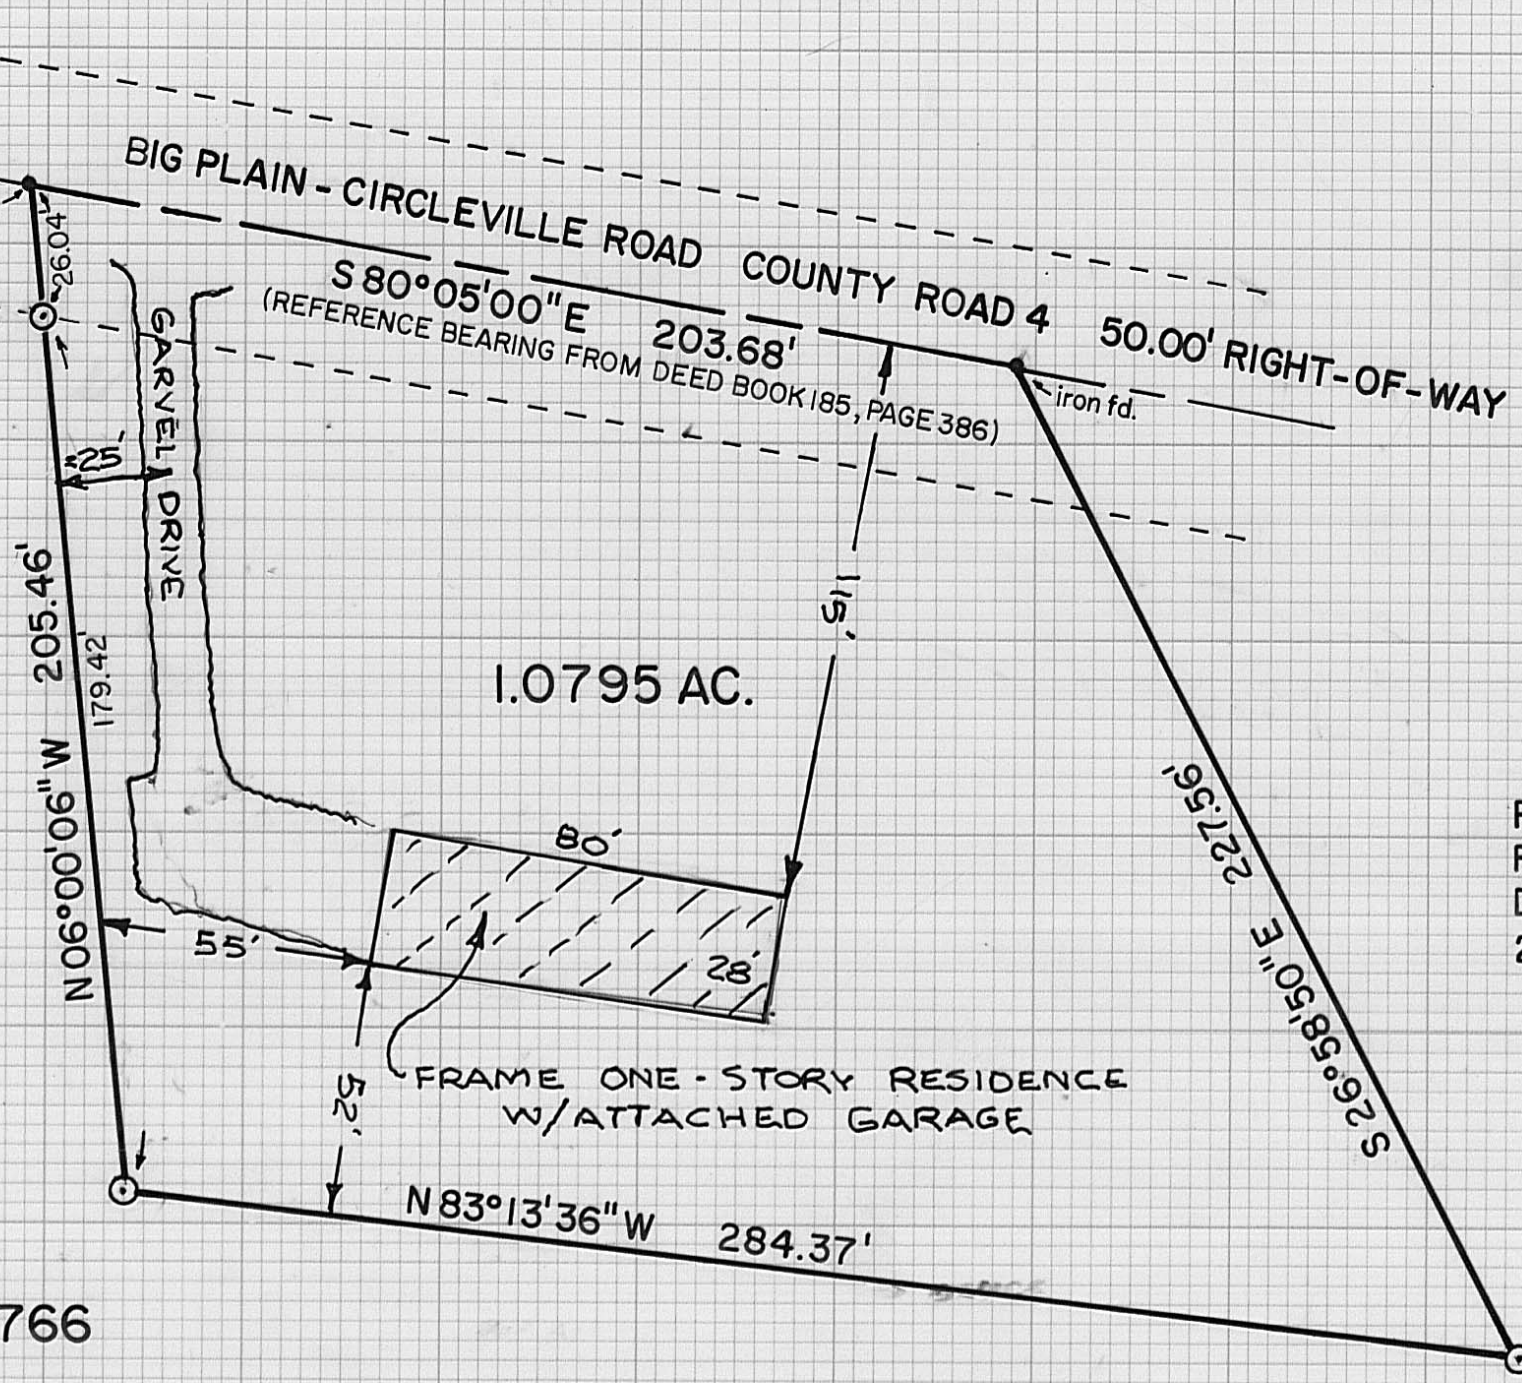 BIG PLAIN - CIRCLEVILLE ROAD COUNTY ROAD 4 50.00' RIGHT-OF-WAY
S 80°05'00" E 203.68'
(REFERENCE BEARING FROM DEED BOOK 185, PAGE 386)
iron fd.
26.04'
GARVEL DRIVE
25'
N 06°00'06" W 205.46'
179.42'
115'
1.0795 AC.
227.56'
S 26°58'50" E
80'
28'
55'
52'
FRAME ONE-STORY RESIDENCE
W/ATTACHED GARAGE
N 83°13'36" W 284.37'
766